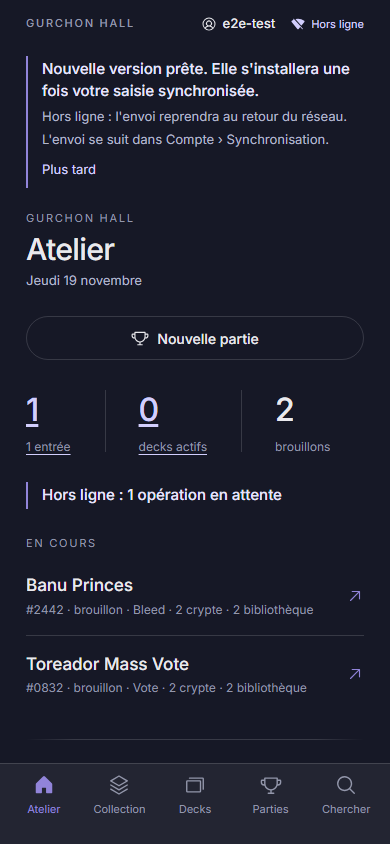 GURCHON HALL
e2e-test
Hors ligne
Nouvelle version prête. Elle s'installera une
fois votre saisie synchronisée.
Hors ligne : l'envoi reprendra au retour du réseau.
L'envoi se suit dans Compte › Synchronisation.
Plus tard
GURCHON HALL
Atelier
Jeudi 19 novembre
Nouvelle partie
1
0
2
1 entrée
decks actifs
brouillons
Hors ligne : 1 opération en attente
EN COURS
Banu Princes
#2442 · brouillon · Bleed · 2 crypte · 2 bibliothèque
Toreador Mass Vote
#0832 · brouillon · Vote · 2 crypte · 2 bibliothèque
Atelier
Collection
Decks
Parties
Chercher